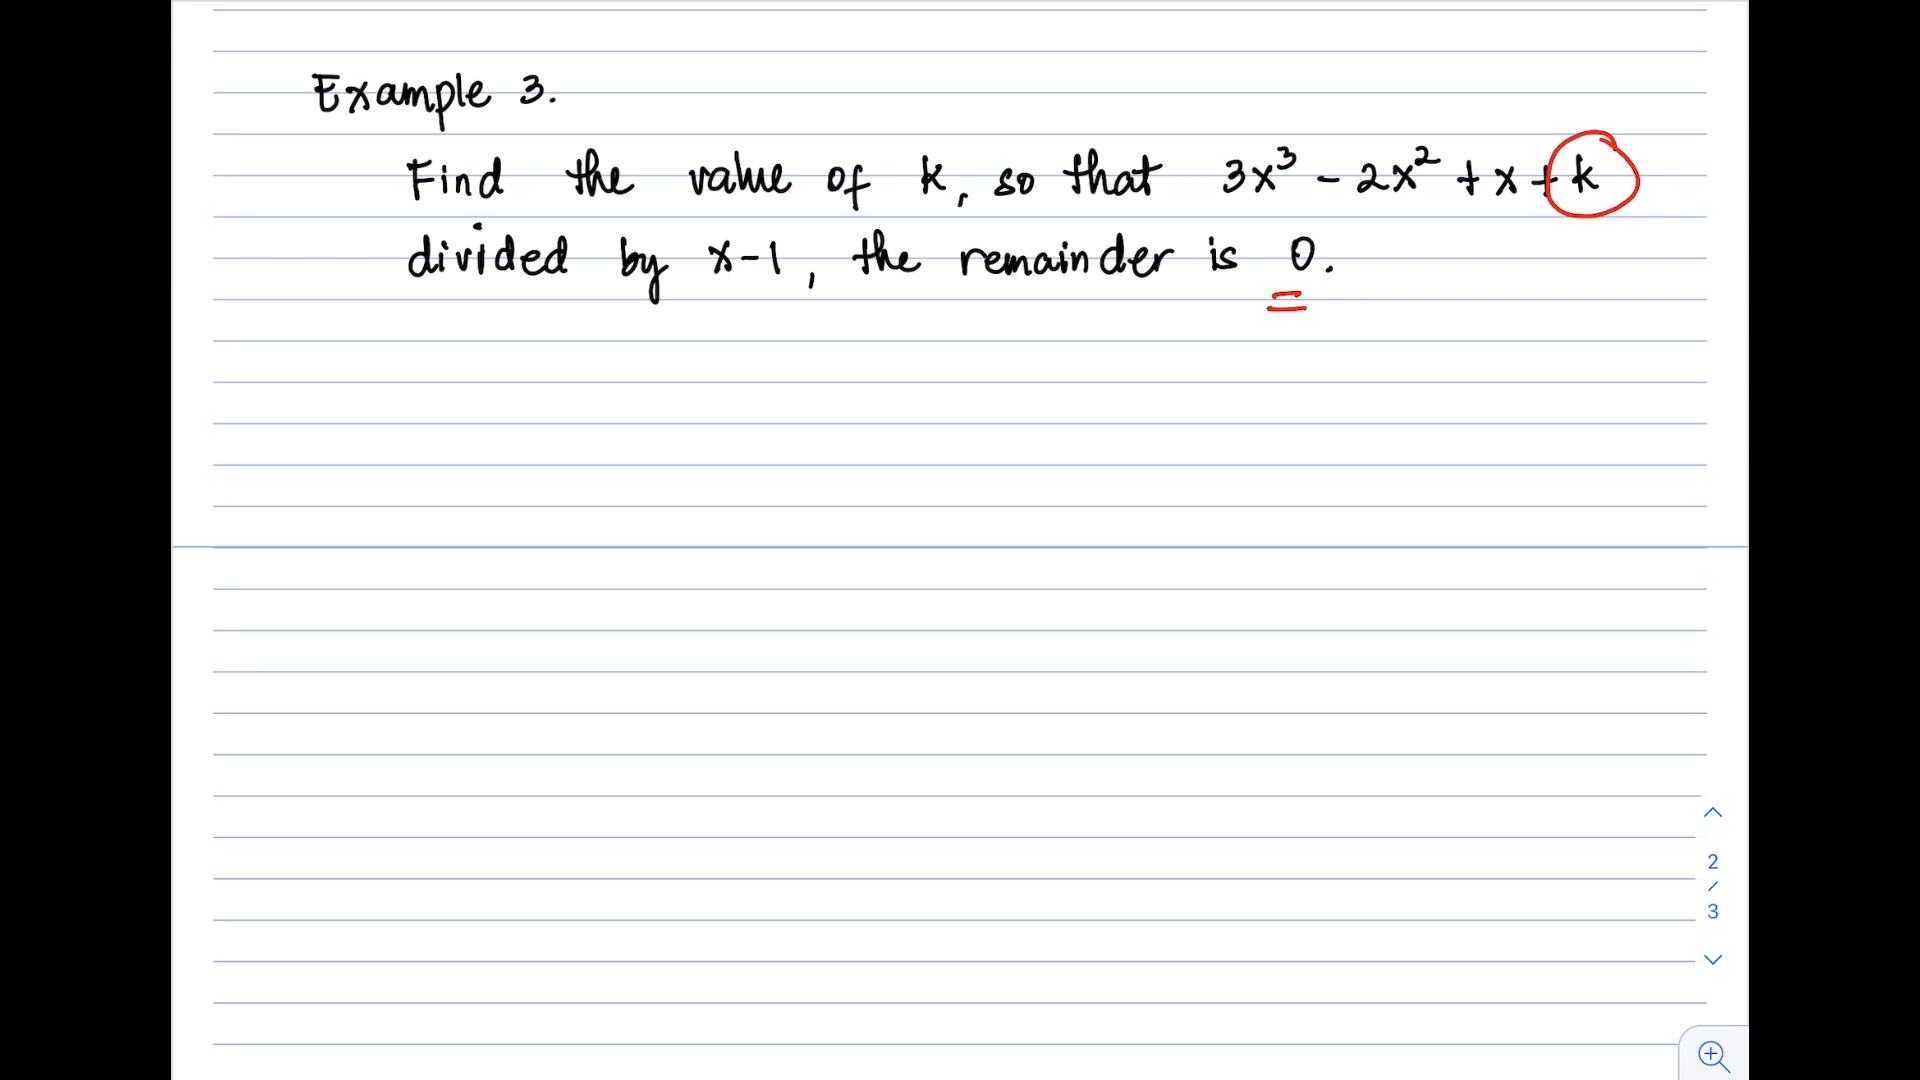 Example 3.
Find the value of k, so that 3x³ - 2x² + x + k
divided by x-1, the remainder is 0.
2
/
3